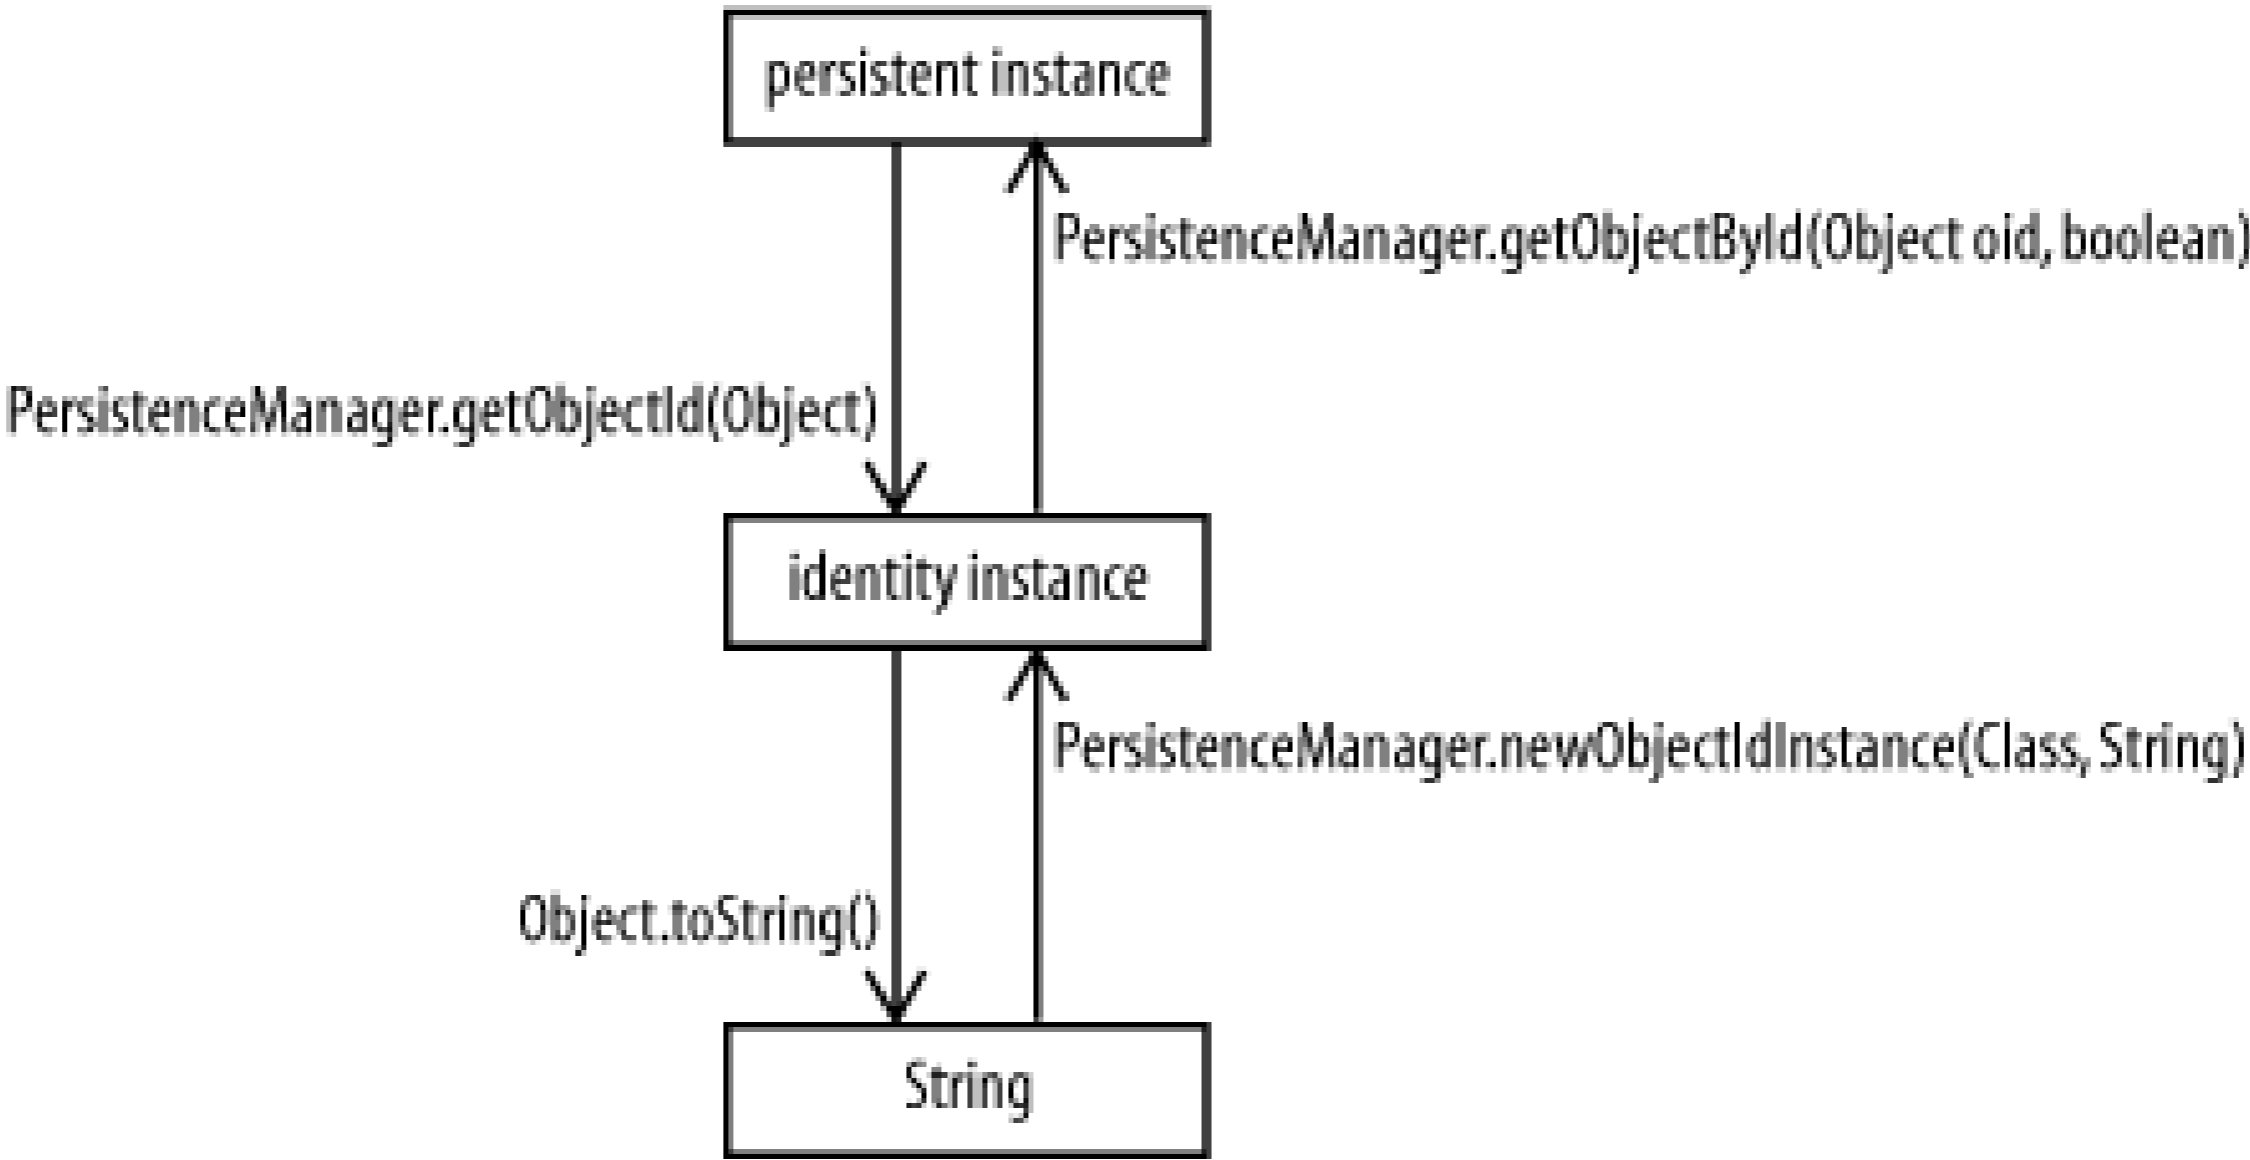 persistent instance
PersistenceManager.getObjectById(Object oid, boolean)
PersistenceManager.getObjectId(Object)
identity instance
PersistenceManager.newObjectIdInstance(Class, String)
Object.toString()
String